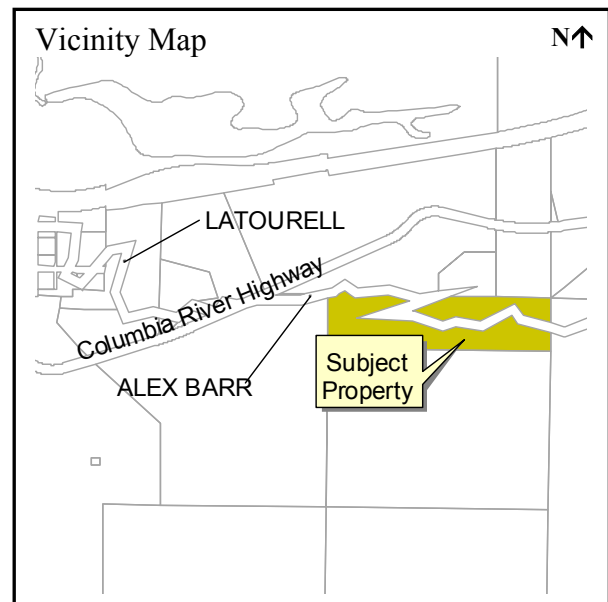 Vicinity Map
N↑
LATOURELL
Columbia River Highway
ALEX BARR
Subject
Property